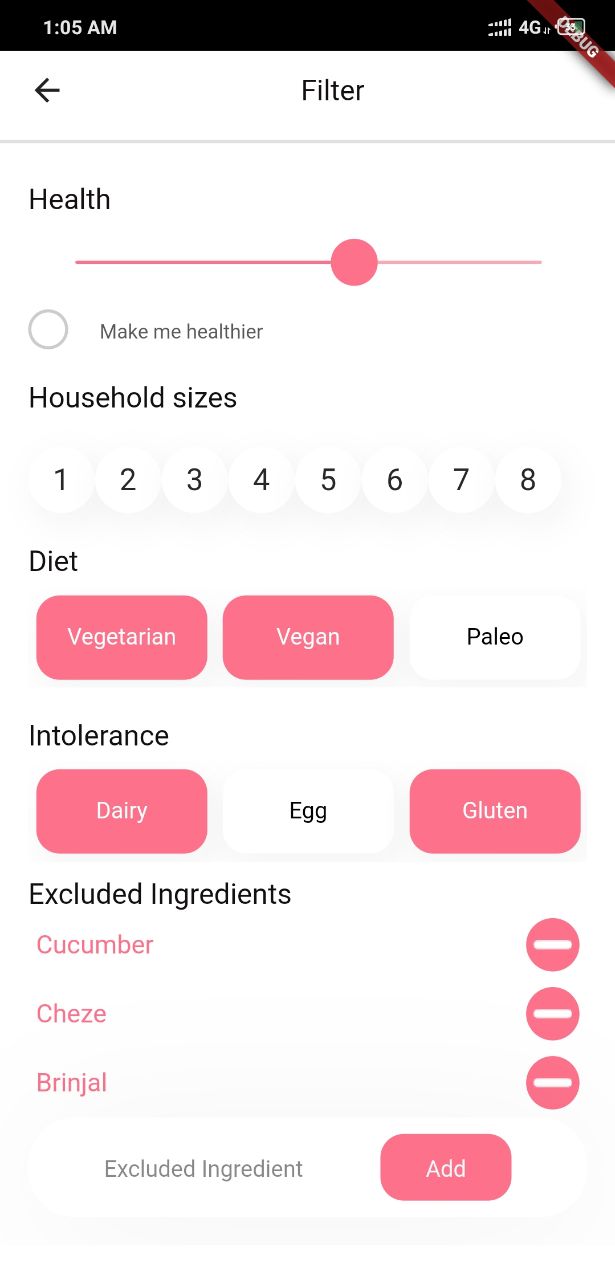 1:05 AM 4G
DEBUG
Filter
Health
Make me healthier
Household sizes
1 2 3 4 5 6 7 8
Diet
Vegetarian Vegan Paleo
Intolerance
Dairy Egg Gluten
Excluded Ingredients
Cucumber
Cheze
Brinjal
Excluded Ingredient Add